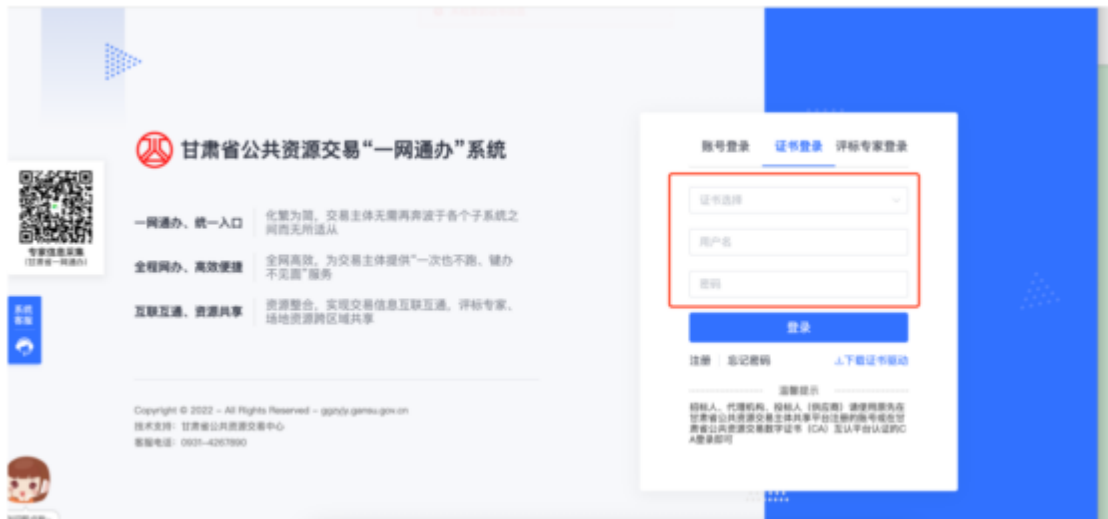 甘肃省公共资源交易“一网通办”系统
一网通办、统一入口
化繁为简，交易主体无需再奔波于各个子系统之
间而无所适从
全程网办、高效便捷
全网高效，为交易主体提供“一次也不跑、键办
不见面”服务
互联互通、资源共享
资源整合，实现交易信息互联互通，评标专家、
场地资源跨区域共享
Copyright © 2022 - All Rights Reserved - ggzyjy.gansu.gov.cn
技术支持：甘肃省公共资源交易中心
客服电话：0931-4267890
专家信息采集
(甘肃省一网通办)
系统
客服
账号登录 证书登录 评标专家登录
证书选择
用户名
密码
登录
注册 忘记密码 下载证书驱动
温馨提示
招标人、代理机构、投标人（供应商）请使用原先在
甘肃省公共资源交易主体共享平台注册的账号或在甘
肃省公共资源交易数字证书（CA）互认平台认证的C
A登录即可